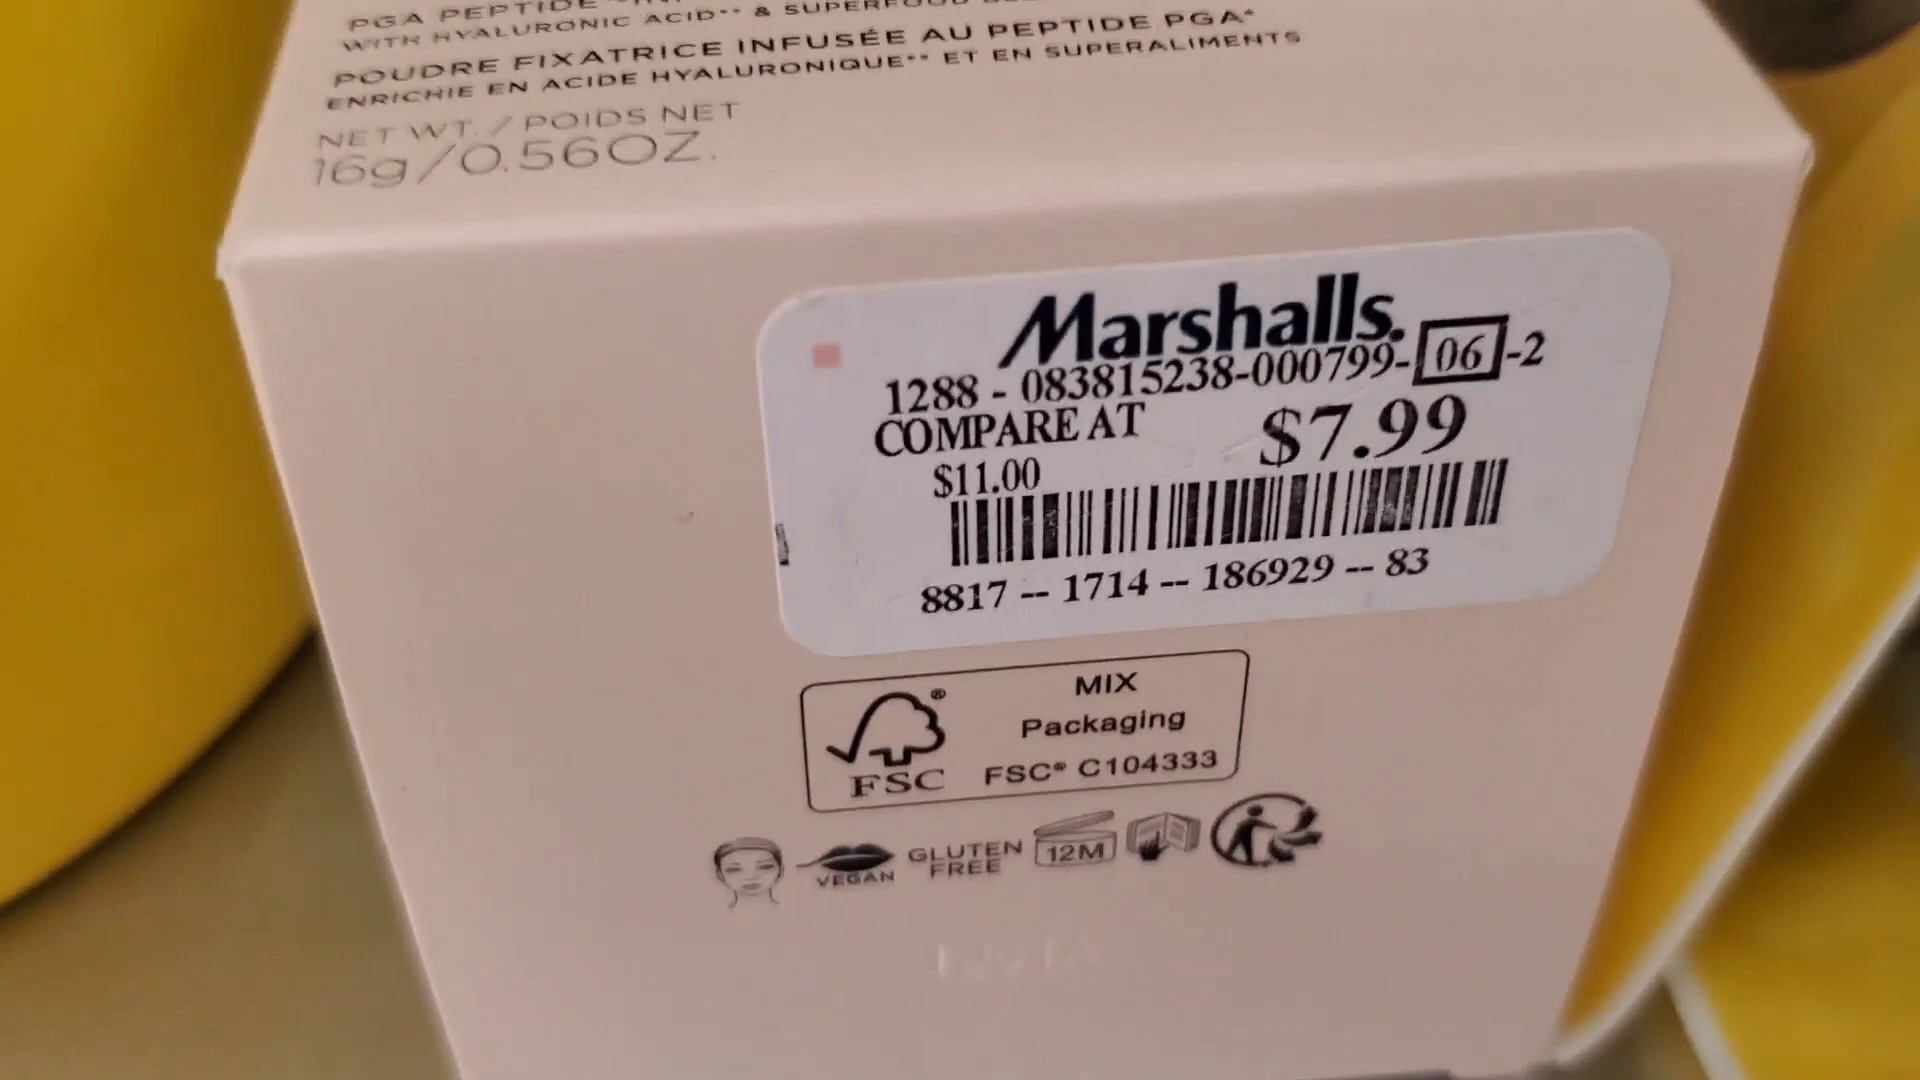 PGA PEPTIDE
WITH HYALURONIC ACID** & SUPERFOOD
POUDRE FIXATRICE INFUSÉE AU PEPTIDE PGA*
ENRICHIE EN ACIDE HYALURONIQUE** ET EN SUPERALIMENTS
NET WT. / POIDS NET
16g/0.56OZ.
Marshalls.
1288 - 083815238-000799-06-2
COMPARE AT $7.99
$11.00
8817 -- 1714 -- 186929 -- 83
MIX
Packaging
FSC® C104333
® FSC
VEGAN
GLUTEN
FREE
12M